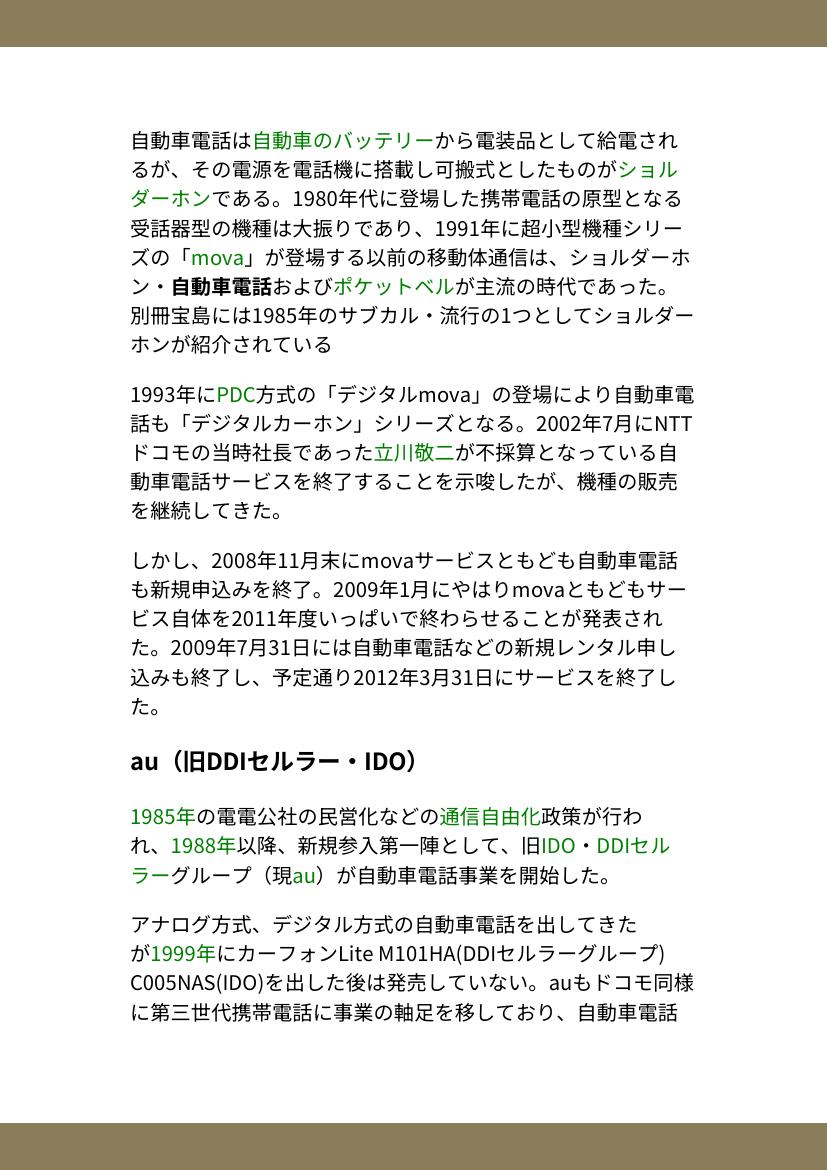 自動車電話は自動車のバッテリーから電装品として給電され
るが、その電源を電話機に搭載し可搬式としたものがショル
ダーホンである。1980年代に登場した携帯電話の原型となる
受話器型の機種は大振りであり、1991年に超小型機種シリー
ズの「mova」が登場する以前の移動体通信は、ショルダーホ
ン・自動車電話およびポケットベルが主流の時代であった。
別冊宝島には1985年のサブカル・流行の1つとしてショルダー
ホンが紹介されている
1993年にPDC方式の「デジタルmova」の登場により自動車電
話も「デジタルカーホン」シリーズとなる。2002年7月にNTT
ドコモの当時社長であった立川敬二が不採算となっている自
動車電話サービスを終了することを示唆したが、機種の販売
を継続してきた。
しかし、2008年11月末にmovaサービスともども自動車電話
も新規申込みを終了。2009年1月にやはりmovaともどもサー
ビス自体を2011年度いっぱいで終わらせることが発表され
た。2009年7月31日には自動車電話などの新規レンタル申し
込みも終了し、予定通り2012年3月31日にサービスを終了し
た。
au（旧DDIセルラー・IDO）
1985年の電電公社の民営化などの通信自由化政策が行わ
れ、1988年以降、新規参入第一陣として、旧IDO・DDIセル
ラーグループ（現au）が自動車電話事業を開始した。
アナログ方式、デジタル方式の自動車電話を出してきた
が1999年にカーフォンLite M101HA(DDIセルラーグループ)
C005NAS(IDO)を出した後は発売していない。auもドコモ同様
に第三世代携帯電話に事業の軸足を移しており、自動車電話